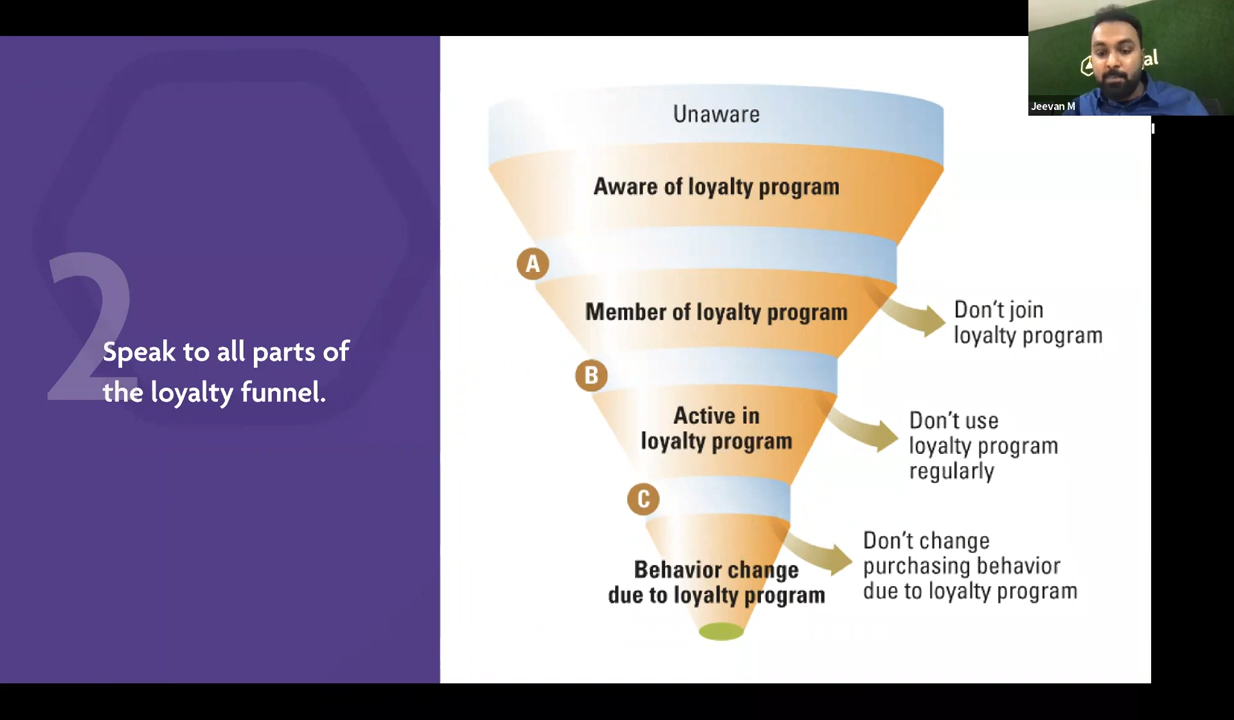 2
Speak to all parts of
the loyalty funnel.
Unaware
Aware of loyalty program
A
Member of loyalty program
Don't join
loyalty program
B
Active in
loyalty program
Don't use
loyalty program
regularly
C
Behavior change
due to loyalty program
Don't change
purchasing behavior
due to loyalty program
Jeevan M